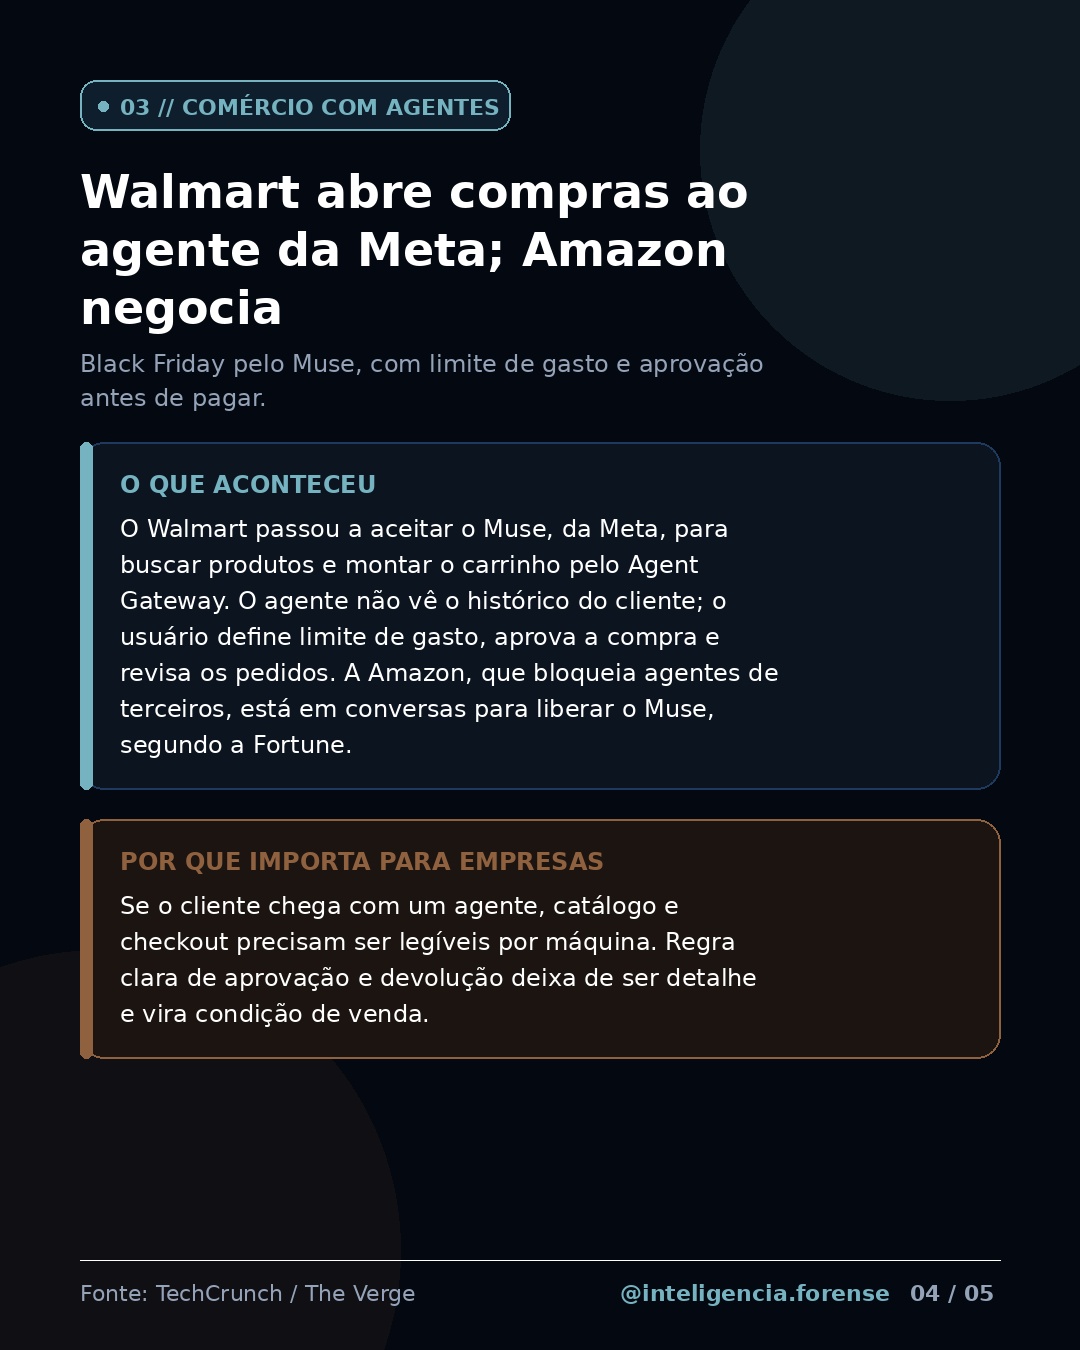 03 // COMÉRCIO COM AGENTES
Walmart abre compras ao
agente da Meta; Amazon
negocia
Black Friday pelo Muse, com limite de gasto e aprovação
antes de pagar.
O QUE ACONTECEU
O Walmart passou a aceitar o Muse, da Meta, para
buscar produtos e montar o carrinho pelo Agent
Gateway. O agente não vê o histórico do cliente; o
usuário define limite de gasto, aprova a compra e
revisa os pedidos. A Amazon, que bloqueia agentes de
terceiros, está em conversas para liberar o Muse,
segundo a Fortune.
POR QUE IMPORTA PARA EMPRESAS
Se o cliente chega com um agente, catálogo e
checkout precisam ser legíveis por máquina. Regra
clara de aprovação e devolução deixa de ser detalhe
e vira condição de venda.
Fonte: TechCrunch / The Verge
@inteligencia.forense 04 / 05